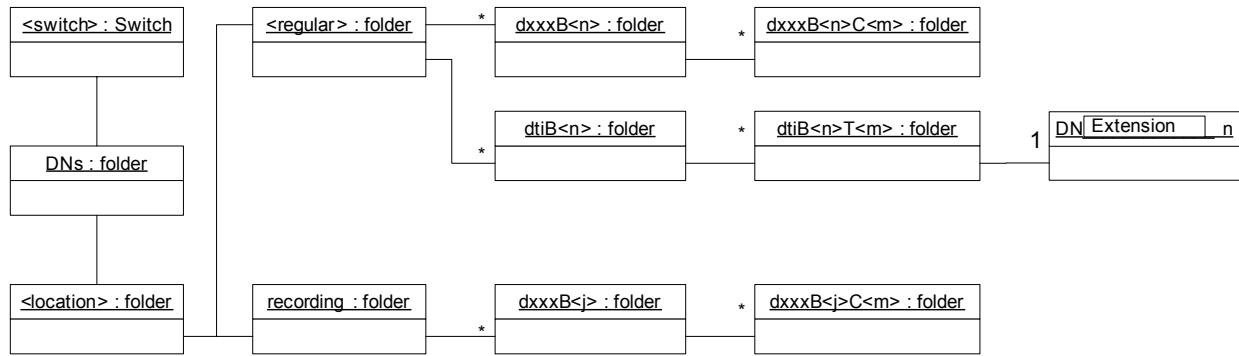 <switch> : Switch
<regular> : folder
*
dxxxB<n> : folder
*
dxxxB<n>C<m> : folder
DNs : folder
*
dtiB<n> : folder
*
dtiB<n>T<m> : folder
1
DN Extension n
<location> : folder
recording : folder
*
dxxxB<j> : folder
*
dxxxB<j>C<m> : folder